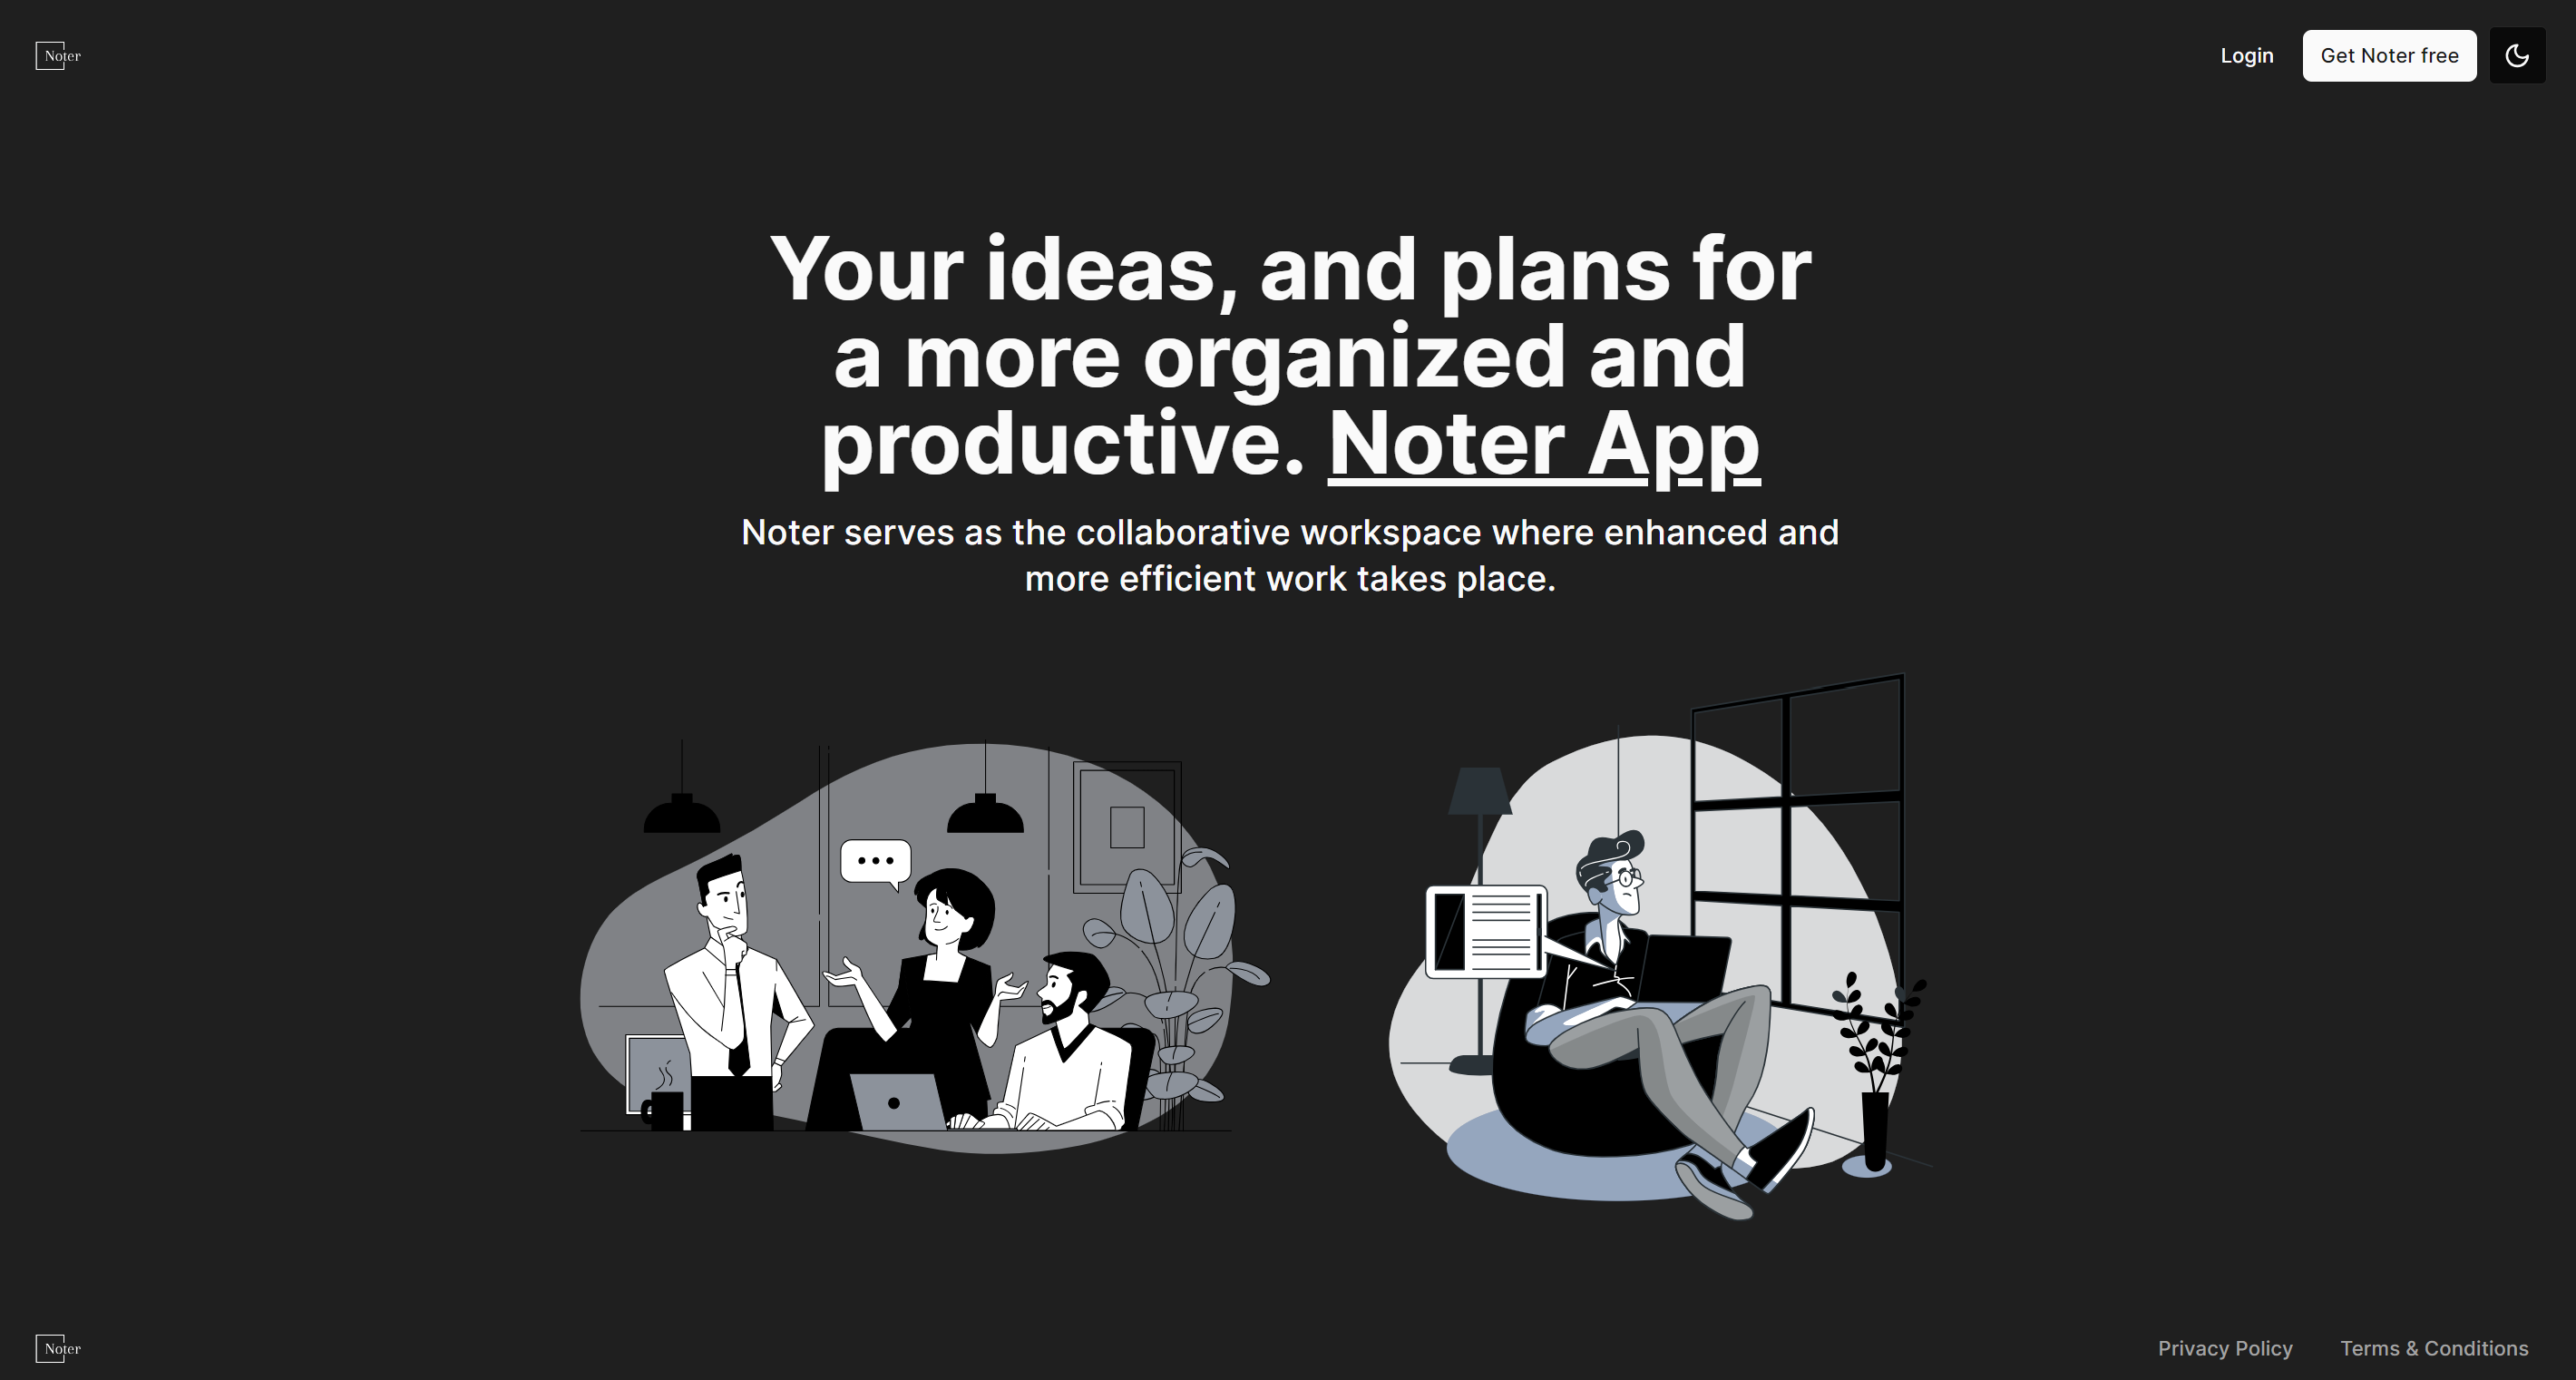 Noter
Login
Get Noter free
Your ideas, and plans for
a more organized and
productive. Noter App
Noter serves as the collaborative workspace where enhanced and
more efficient work takes place.
Noter
Privacy Policy
Terms & Conditions